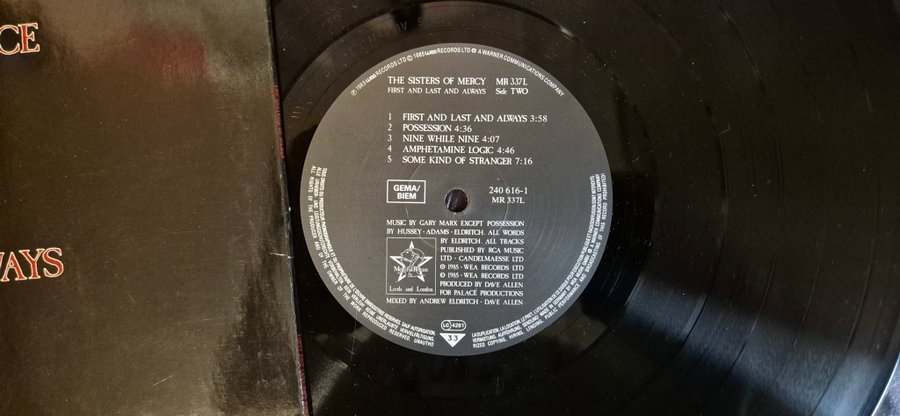 CE
WAYS
℗ 1985 wea RECORDS LTD © 1985 wea RECORDS LTD A WARNER COMMUNICATIONS COMPANY
THE SISTERS OF MERCY MR 337L
FIRST AND LAST AND ALWAYS Side TWO
1 FIRST AND LAST AND ALWAYS 3:58
2 POSSESSION 4:36
3 NINE WHILE NINE 4:07
4 AMPHETAMINE LOGIC 4:46
5 SOME KIND OF STRANGER 7:16
GEMA/
BIEM
240 616-1
MR 337L
MUSIC BY GARY MARX EXCEPT POSSESSION
BY HUSSEY · ADAMS · ELDRITCH. ALL WORDS
BY ELDRITCH. ALL TRACKS
PUBLISHED BY RCA MUSIC
LTD · CANDELMAESSE LTD
℗ 1985 · WEA RECORDS LTD
© 1985 · WEA RECORDS LTD
PRODUCED BY DAVE ALLEN
FOR PALACE PRODUCTIONS
MIXED BY ANDREW ELDRITCH · DAVE ALLEN
Merciful Release
Leeds and London
LC 4281
33